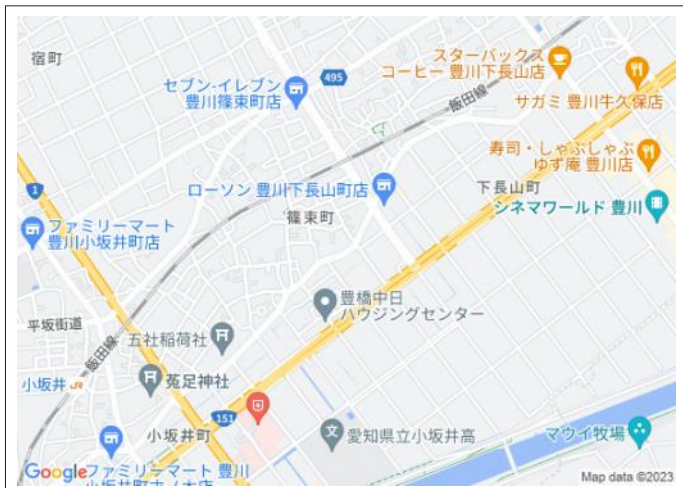 宿町
スターバックス
コーヒー 豊川下長山店
495
セブン-イレブン
豊川篠束町店
飯田線
サガミ 豊川牛久保店
寿司・しゃぶしゃぶ
ゆず庵 豊川店
1
ローソン 豊川下長山町店
下長山町
シネマワールド 豊川
篠束町
ファミリーマート
豊川小坂井町店
豊橋中日
ハウジングセンター
平坂街道
五社稲荷社
飯田線
小坂井 JR
菟足神社
151
小坂井町
愛知県立小坂井高
マウイ牧場
Google
ファミリーマート 豊川
小坂井町
Map data ©2023